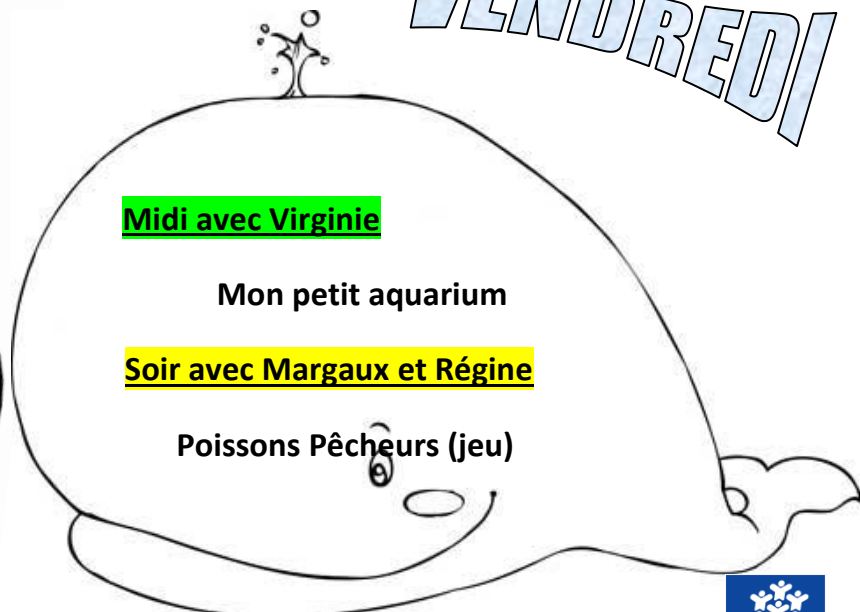 VENDREDI
Midi avec Virginie
Mon petit aquarium
Soir avec Margaux et Régine
Poissons Pêcheurs (jeu)